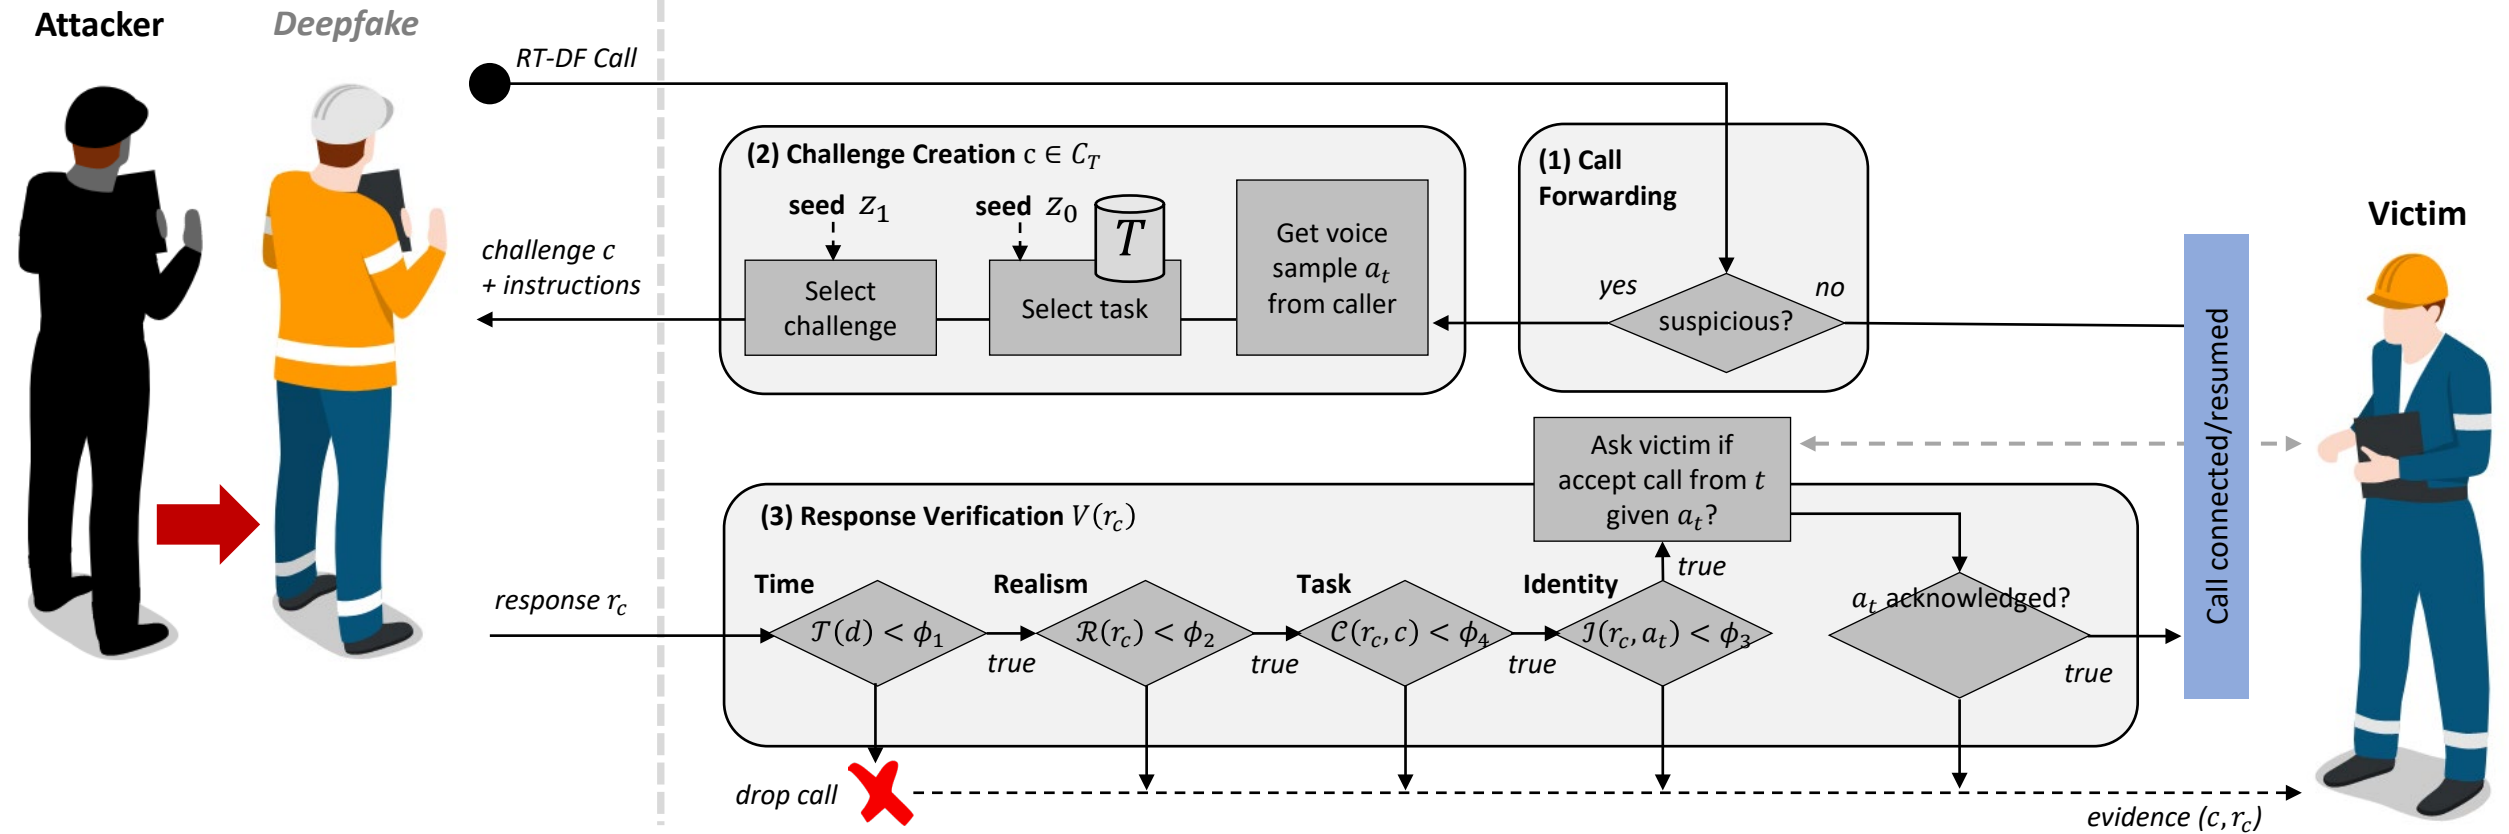 Attacker
Deepfake
RT-DF Call
(2) Challenge Creation c ∈ C_T
seed z_1
seed z_0
T
Select
challenge
Select task
Get voice
sample a_t
from caller
(1) Call
Forwarding
yes
no
suspicious?
Victim
challenge c
+ instructions
Call connected/resumed
Ask victim if
accept call from t
given a_t?
(3) Response Verification V(r_c)
response r_c
Time
𝒯(d) < ϕ_1
true
Realism
ℛ(r_c) < ϕ_2
true
Task
𝒞(r_c, c) < ϕ_4
true
Identity
ℐ(r_c, a_t) < ϕ_3
true
a_t acknowledged?
true
drop call
evidence (c, r_c)